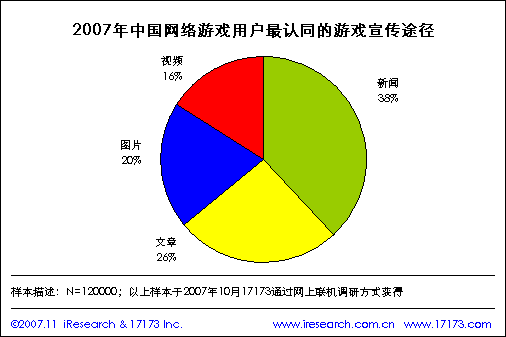 2007年中国网络游戏用户最认同的游戏宣传途径
视频
16%
新闻
38%
图片
20%
文章
26%
样本描述：N=120000；以上样本于2007年10月17173通过网上联机调研方式获得
©2007.11 iResearch & 17173 Inc. www.iresearch.com.cn www.17173.com